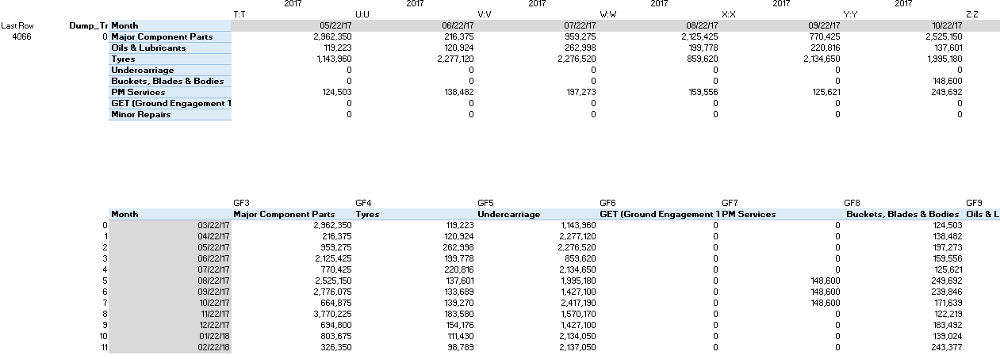 2017 2017 2017 2017 2017 2017
T:T U:U V:V W:W X:X Y:Y Z:Z
Last Row Dump_Tr Month 05/22/17 06/22/17 07/22/17 08/22/17 09/22/17 10/22/17
4066 0 Major Component Parts 2,962,350 216,375 959,275 2,125,425 770,425 2,525,150
Oils & Lubricants 119,223 120,924 262,998 199,778 220,816 137,601
Tyres 1,143,960 2,277,120 2,276,520 859,620 2,134,650 1,995,180
Undercarriage 0 0 0 0 0 0
Buckets, Blades & Bodies 0 0 0 0 0 148,600
PM Services 124,503 138,482 197,273 159,556 125,621 249,692
GET (Ground Engagement T 0 0 0 0 0 0
Minor Repairs 0 0 0 0 0 0
GF3 GF4 GF5 GF6 GF7 GF8 GF9
Month Major Component Parts Tyres Undercarriage GET (Ground Engagement T PM Services Buckets, Blades & Bodies Oils & L
0 03/22/17 2,962,350 119,223 1,143,960 0 0 124,503
1 04/22/17 216,375 120,924 2,277,120 0 0 138,482
2 05/22/17 959,275 262,998 2,276,520 0 0 197,273
3 06/22/17 2,125,425 199,778 859,620 0 0 159,556
4 07/22/17 770,425 220,816 2,134,650 0 0 125,621
5 08/22/17 2,525,150 137,601 1,995,180 0 148,600 249,692
6 09/22/17 2,776,075 133,689 1,427,100 0 148,600 239,846
7 10/22/17 664,875 139,270 2,417,190 0 148,600 171,639
8 11/22/17 3,770,225 183,580 1,570,170 0 0 122,219
9 12/22/17 694,800 154,176 1,427,100 0 0 183,492
10 01/22/18 803,675 111,430 2,134,050 0 0 139,024
11 02/22/18 326,350 98,789 2,137,050 0 0 243,377